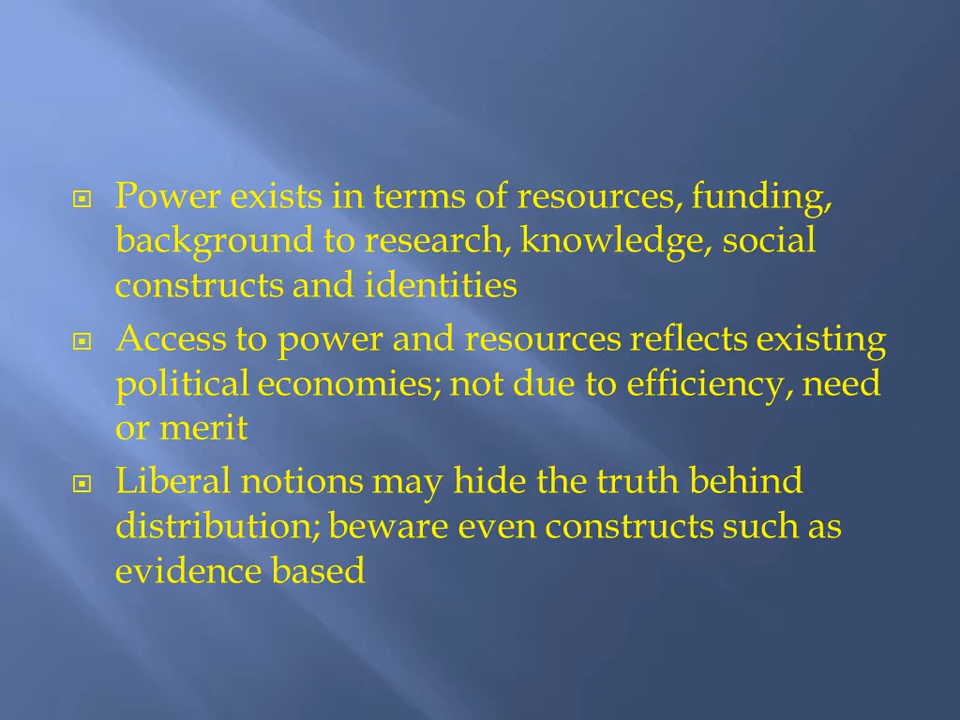 Power exists in terms of resources, funding,
background to research, knowledge, social
constructs and identities
Access to power and resources reflects existing
political economies; not due to efficiency, need
or merit
Liberal notions may hide the truth behind
distribution; beware even constructs such as
evidence based